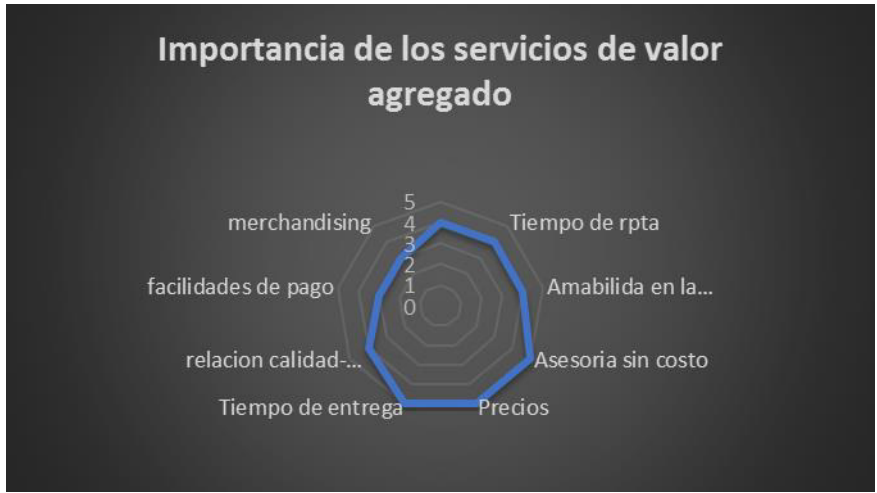 Importancia de los servicios de valor
agregado
5
4
3
2
1
0
Tiempo de rpta
Amabilida en la...
Asesoria sin costo
Precios
Tiempo de entrega
relacion calidad-...
facilidades de pago
merchandising